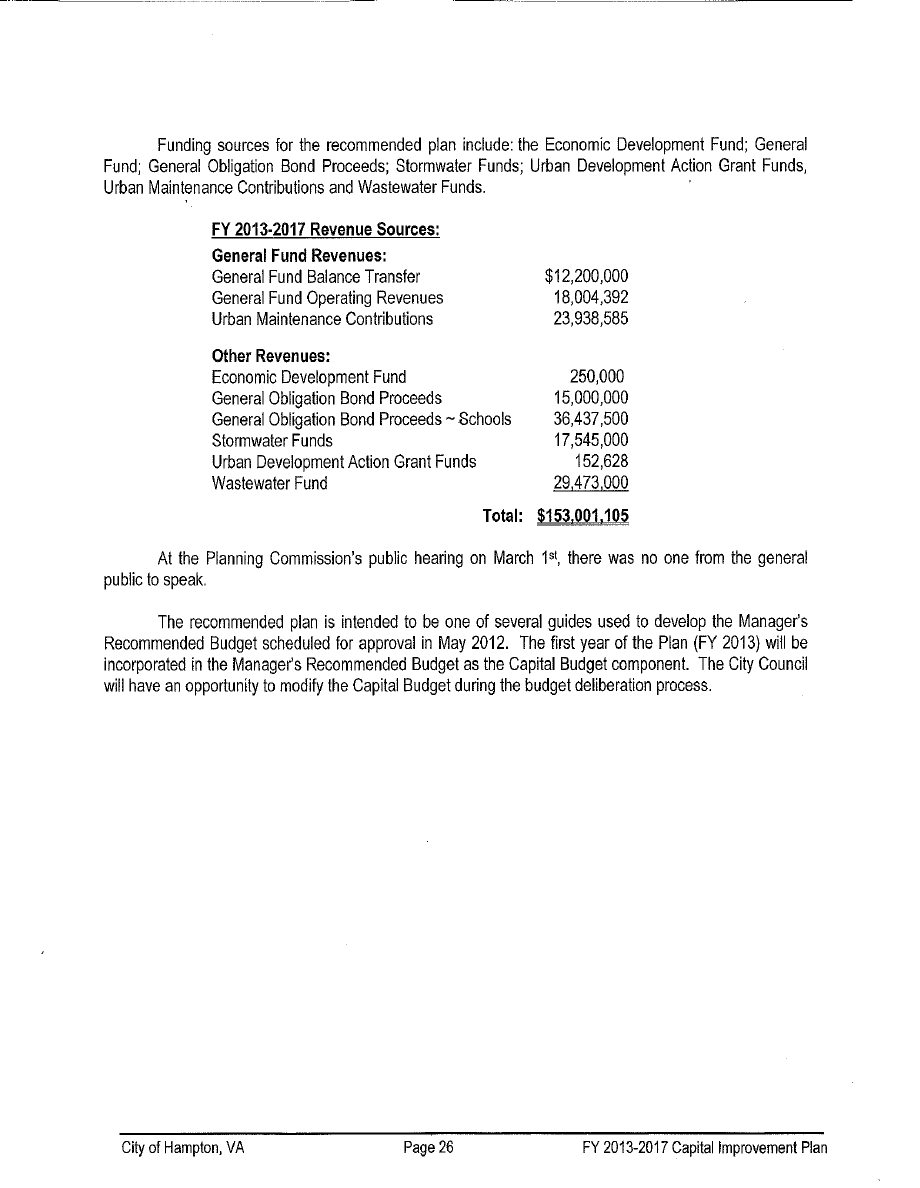 Funding sources for the recommended plan include: the Economic Development Fund; General
Fund; General Obligation Bond Proceeds; Stormwater Funds; Urban Development Action Grant Funds,
Urban Maintenance Contributions and Wastewater Funds.
FY 2013-2017 Revenue Sources:
General Fund Revenues:
General Fund Balance Transfer $12,200,000
General Fund Operating Revenues 18,004,392
Urban Maintenance Contributions 23,938,585
Other Revenues:
Economic Development Fund 250,000
General Obligation Bond Proceeds 15,000,000
General Obligation Bond Proceeds ~ Schools 36,437,500
Stormwater Funds 17,545,000
Urban Development Action Grant Funds 152,628
Wastewater Fund 29,473,000
Total: $153,001,105
At the Planning Commission's public hearing on March 1st, there was no one from the general
public to speak.
The recommended plan is intended to be one of several guides used to develop the Manager's
Recommended Budget scheduled for approval in May 2012. The first year of the Plan (FY 2013) will be
incorporated in the Manager's Recommended Budget as the Capital Budget component. The City Council
will have an opportunity to modify the Capital Budget during the budget deliberation process.
City of Hampton, VA Page 26 FY 2013-2017 Capital Improvement Plan